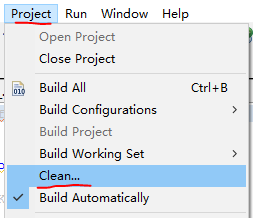 Project Run Window Help
Open Project
Close Project
010 Build All Ctrl+B
Build Configurations
Build Project
Build Working Set
Clean...
Build Automatically